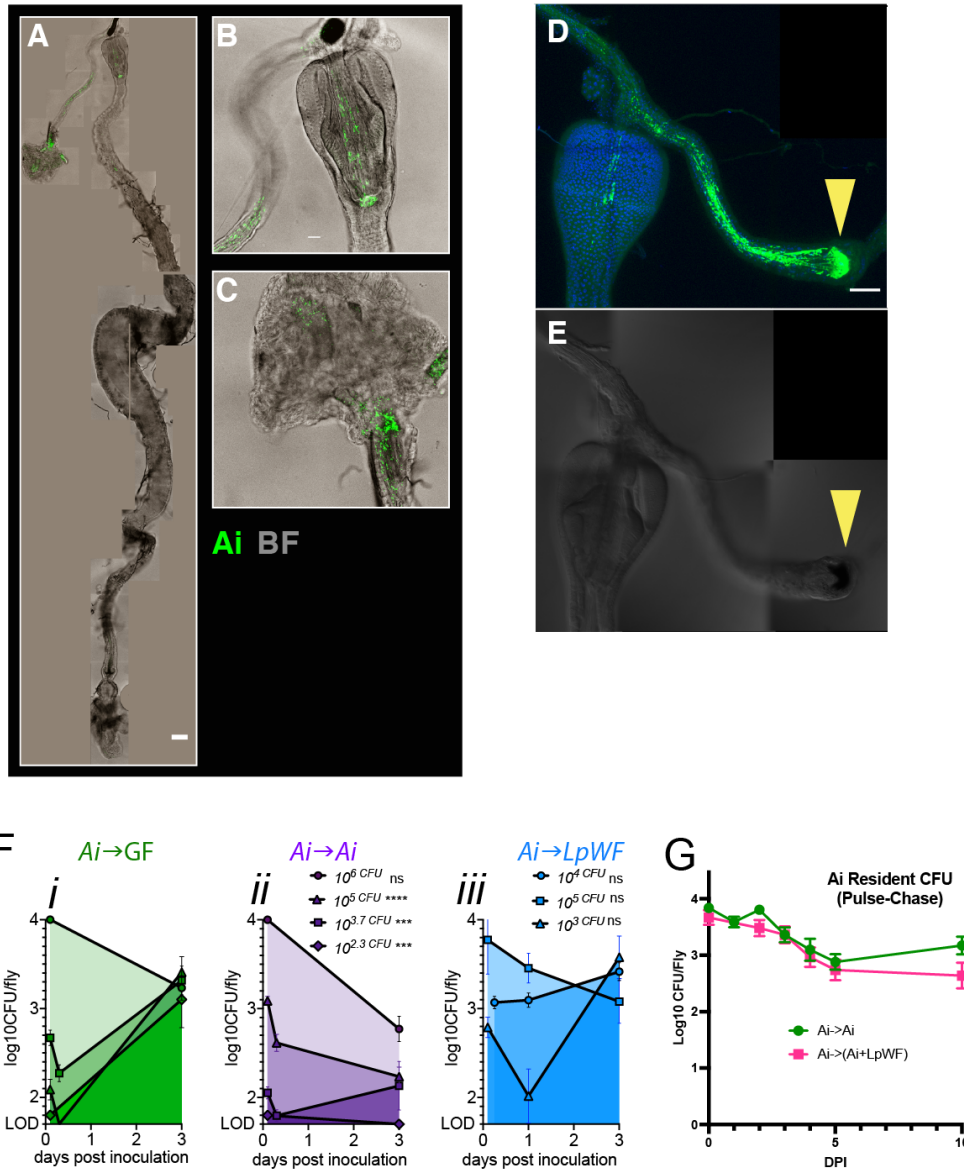 A
B
C
Ai BF
D
E
F
Ai→GF
i
4
3
2
LOD
log10CFU/fly
0 1 2 3
days post inoculation
Ai→Ai
ii
10^6 CFU ns
10^5 CFU ****
10^3.7 CFU ***
10^2.3 CFU ***
4
3
2
LOD
log10CFU/fly
0 1 2 3
days post inoculation
Ai→LpWF
iii
10^4 CFU ns
10^5 CFU ns
10^3 CFU ns
4
3
2
LOD
log10CFU/fly
0 1 2 3
days post inoculation
G
Ai Resident CFU
(Pulse-Chase)
4
3
2
1
0
Log10 CFU/Fly
Ai->Ai
Ai->(Ai+LpWF)
0 5 10
DPI